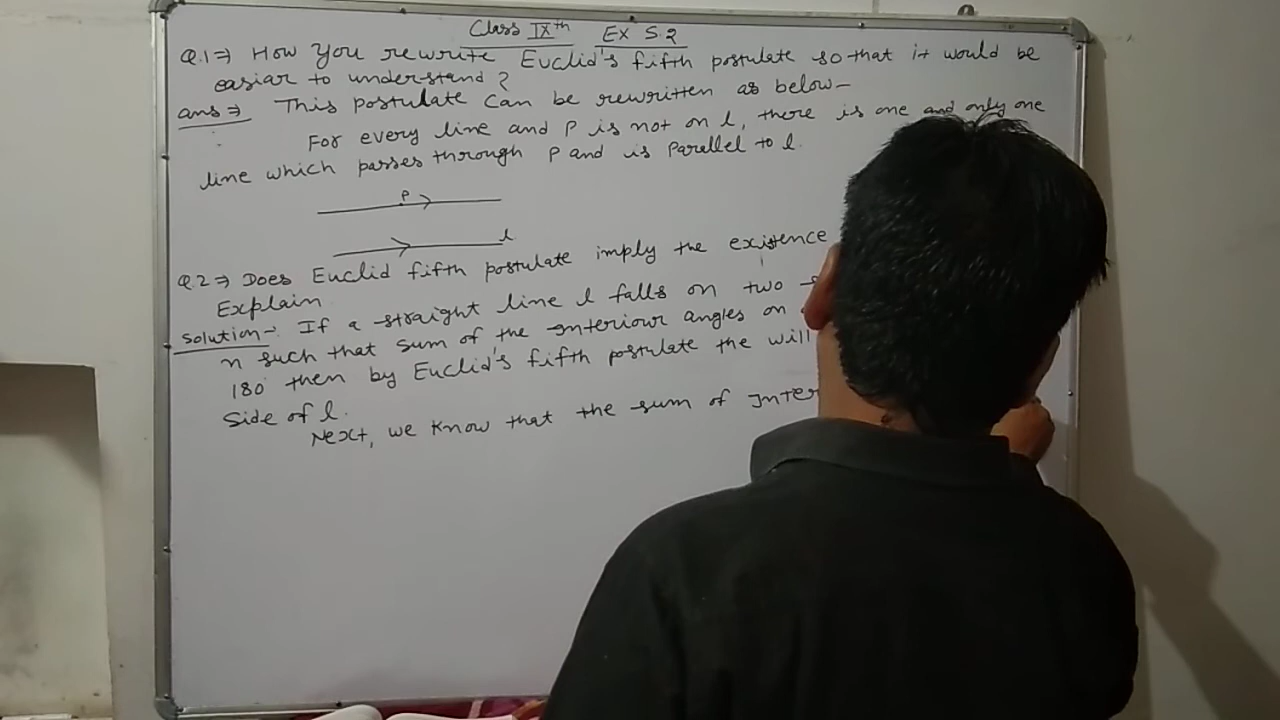 Class IXth Ex 5.2
Q.1⇒ How you rewrite Euclid's fifth postulate so that it would be
easiar to understand?
ans⇒ This postulate can be rewritten as below-
For every line and P is not on l, there is one and only one
line which passes through P and is parallel to l.
P
l
Q.2⇒ Does Euclid fifth postulate imply the existence
Explain
Solution-: If a straight line l falls on two
n such that sum of the interiour angles on
180° then by Euclid's fifth postulate the will
Side of l.
Next, we know that the sum of